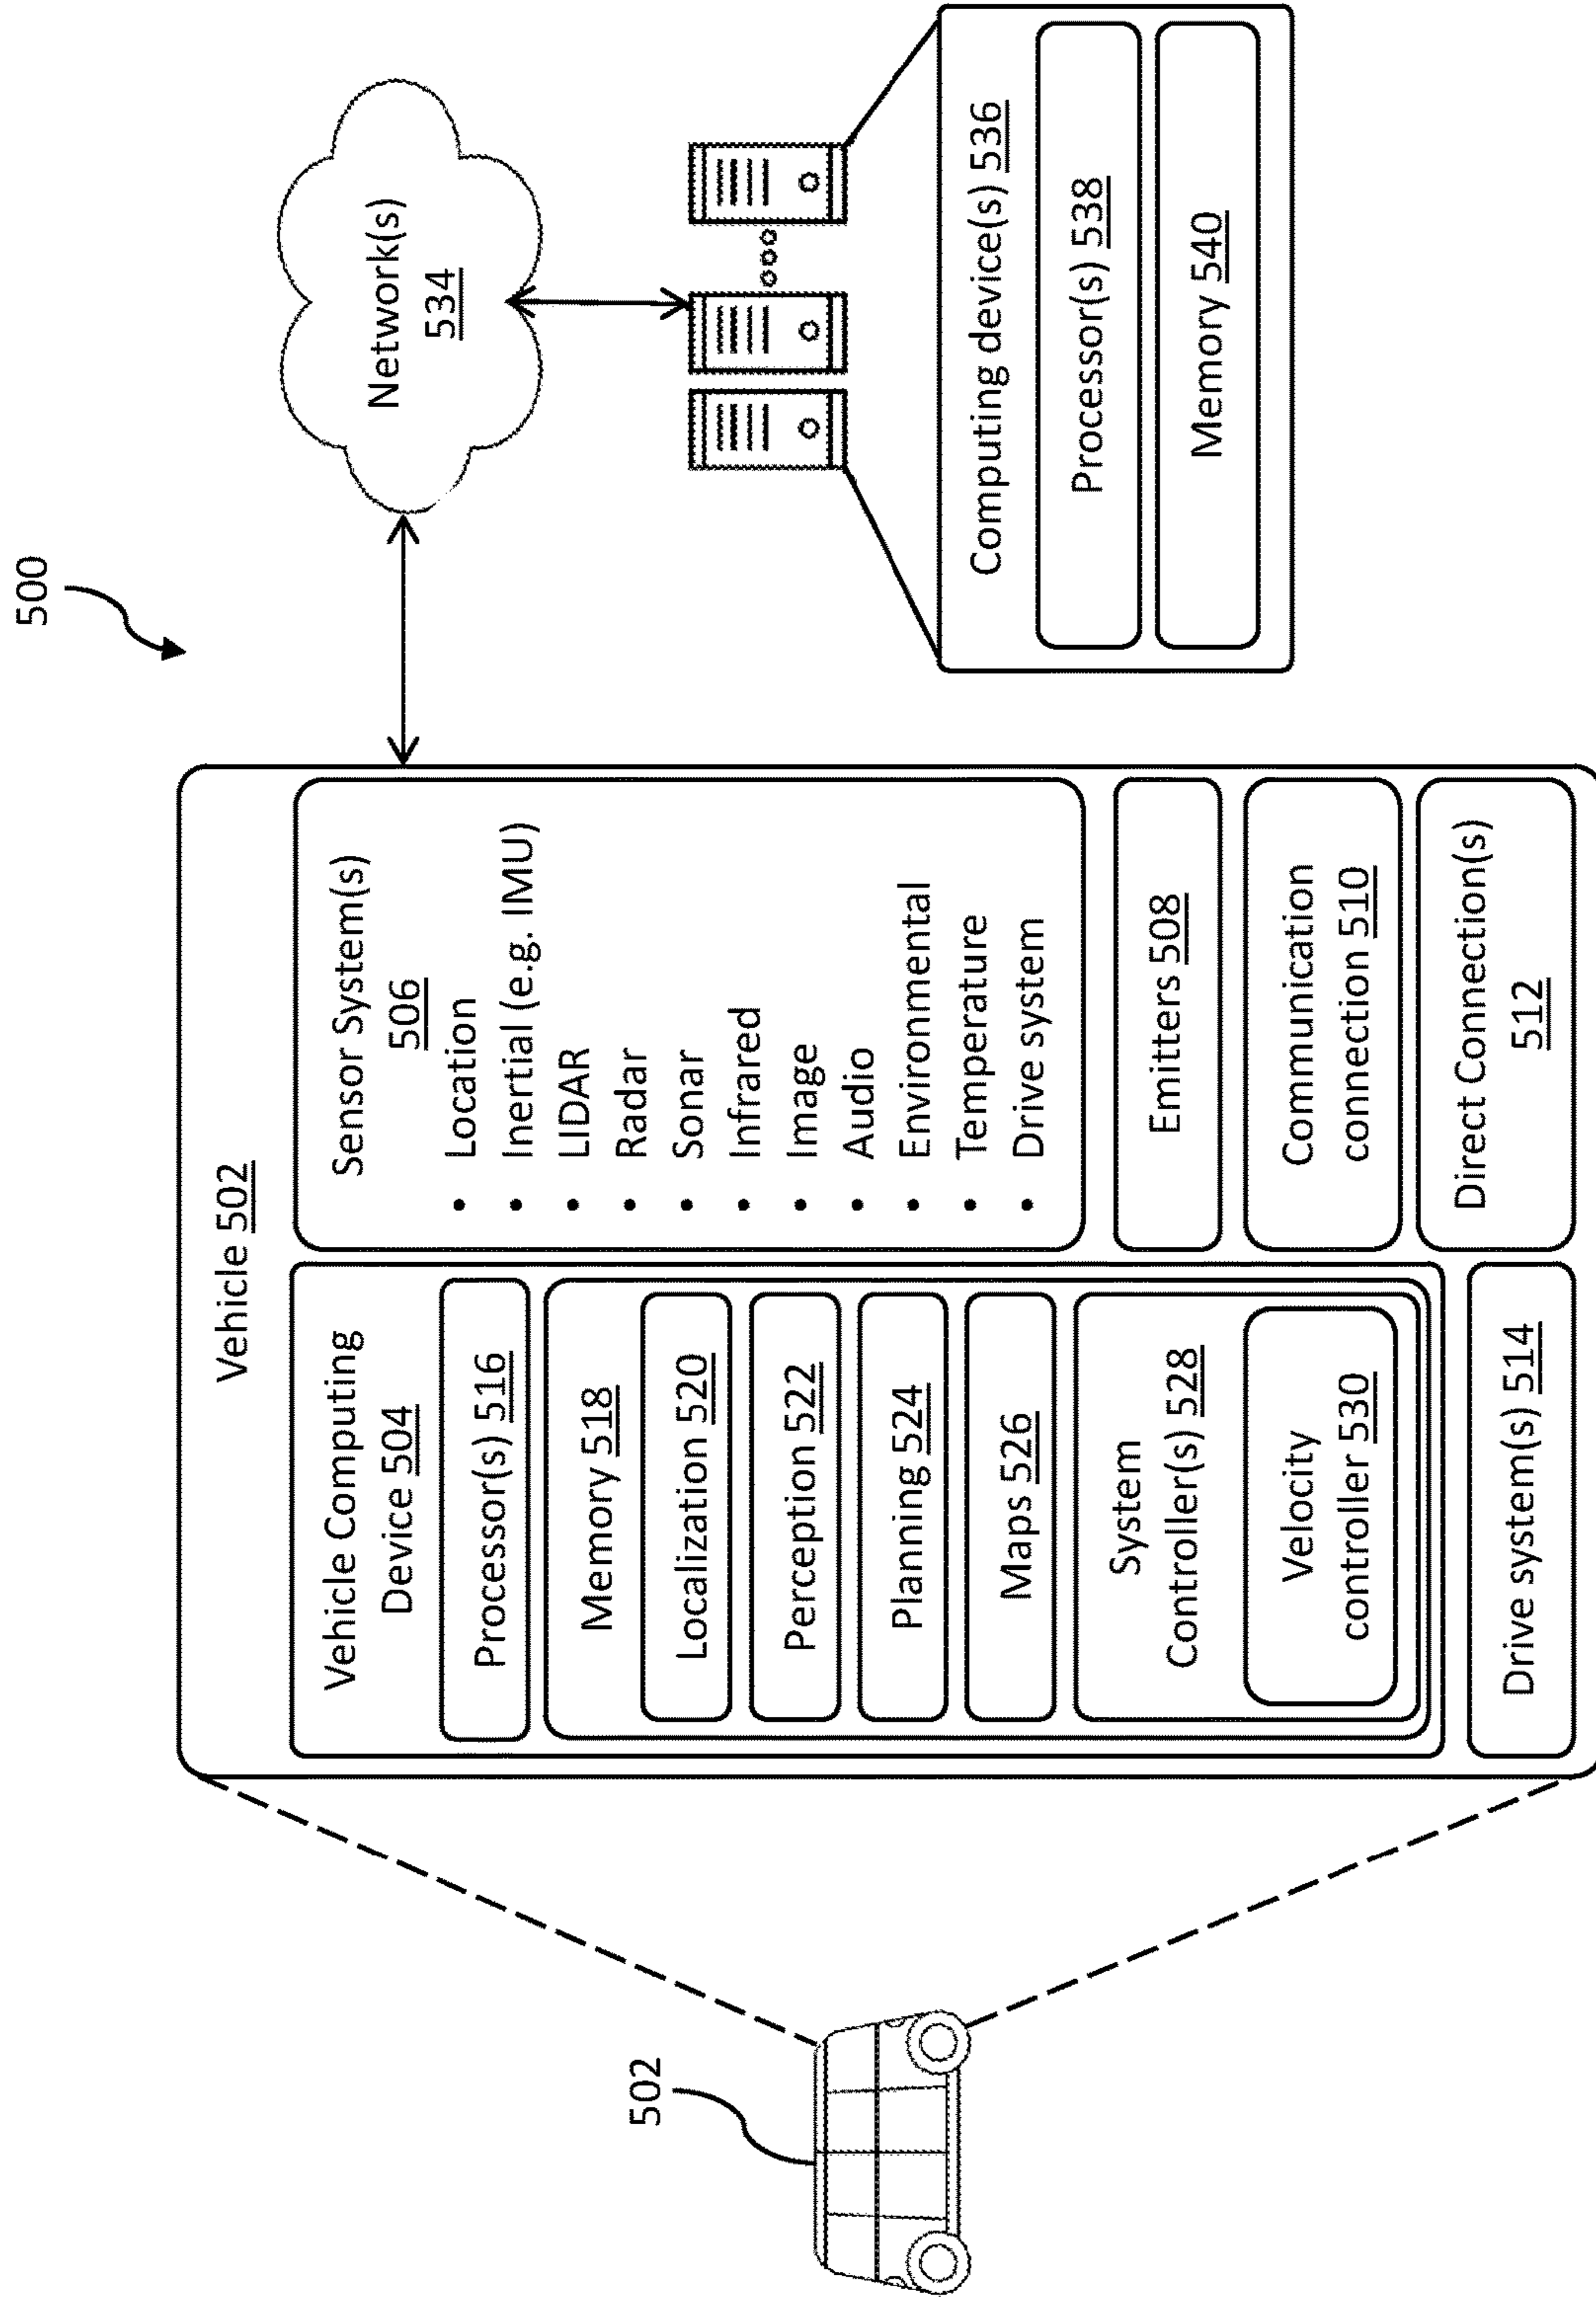 500
502
Vehicle 502
Vehicle Computing
Device 504
Processor(s) 516
Memory 518
Localization 520
Perception 522
Planning 524
Maps 526
System
Controller(s) 528
Velocity
controller 530
Drive system(s) 514
Sensor System(s)
506
• Location
• Inertial (e.g. IMU)
• LIDAR
• Radar
• Sonar
• Infrared
• Image
• Audio
• Environmental
• Temperature
• Drive system
Emitters 508
Communication
connection 510
Direct Connection(s)
512
Network(s)
534
Computing device(s) 536
Processor(s) 538
Memory 540